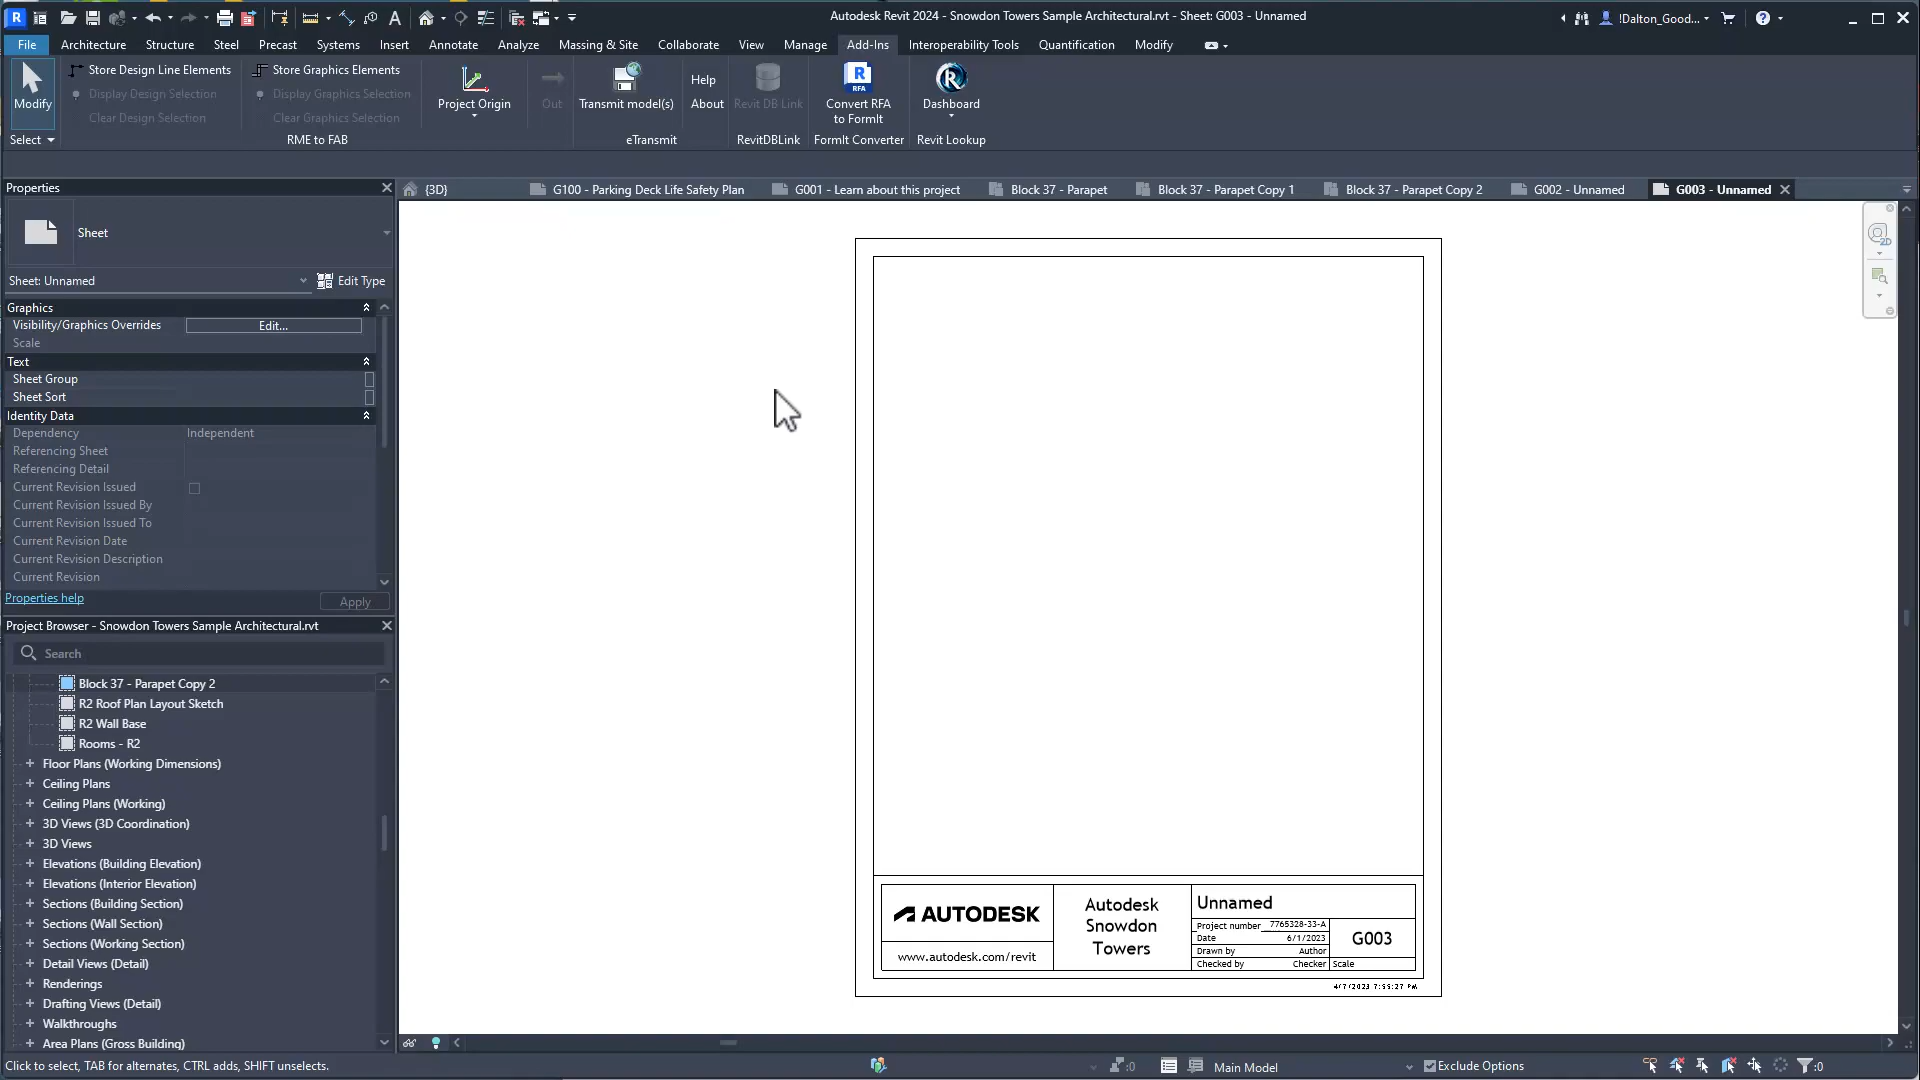 Autodesk Revit 2024 - Snowdon Towers Sample Architectural.rvt - Sheet: G003 - Unnamed
!Dalton_Good...
File Architecture Structure Steel Precast Systems Insert Annotate Analyze Massing & Site Collaborate View Manage Add-Ins Interoperability Tools Quantification Modify
Modify
Select
Store Design Line Elements
Display Design Selection
Clear Design Selection
Store Graphics Elements
Display Graphics Selection
Clear Graphics Selection
RME to FAB
Project Origin
Out
Transmit model(s)
eTransmit
Help
About
Revit DB Link
RevitDBLink
RFA
Convert RFA
to FormIt
FormIt Converter
Dashboard
Revit Lookup
Properties
{3D} G100 - Parking Deck Life Safety Plan G001 - Learn about this project Block 37 - Parapet Block 37 - Parapet Copy 1 Block 37 - Parapet Copy 2 G002 - Unnamed G003 - Unnamed
Sheet
Sheet: Unnamed
Edit Type
Graphics
Visibility/Graphics Overrides Edit...
Scale
Text
Sheet Group
Sheet Sort
Identity Data
Dependency Independent
Referencing Sheet
Referencing Detail
Current Revision Issued
Current Revision Issued By
Current Revision Issued To
Current Revision Date
Current Revision Description
Current Revision
Properties help
Apply
Project Browser - Snowdon Towers Sample Architectural.rvt
Search
Block 37 - Parapet Copy 2
R2 Roof Plan Layout Sketch
R2 Wall Base
Rooms - R2
Floor Plans (Working Dimensions)
Ceiling Plans
Ceiling Plans (Working)
3D Views (3D Coordination)
3D Views
Elevations (Building Elevation)
Elevations (Interior Elevation)
Sections (Building Section)
Sections (Wall Section)
Sections (Working Section)
Detail Views (Detail)
Renderings
Drafting Views (Detail)
Walkthroughs
Area Plans (Gross Building)
2D
AUTODESK
www.autodesk.com/revit
Autodesk
Snowdon
Towers
Unnamed
Project number 7765328-33-A
Date 6/1/2023
Drawn by Author
Checked by Checker
G003
Scale
4/7/2023 7:55:27 PM
Click to select, TAB for alternates, CTRL adds, SHIFT unselects.
:0
Main Model
Exclude Options
:0